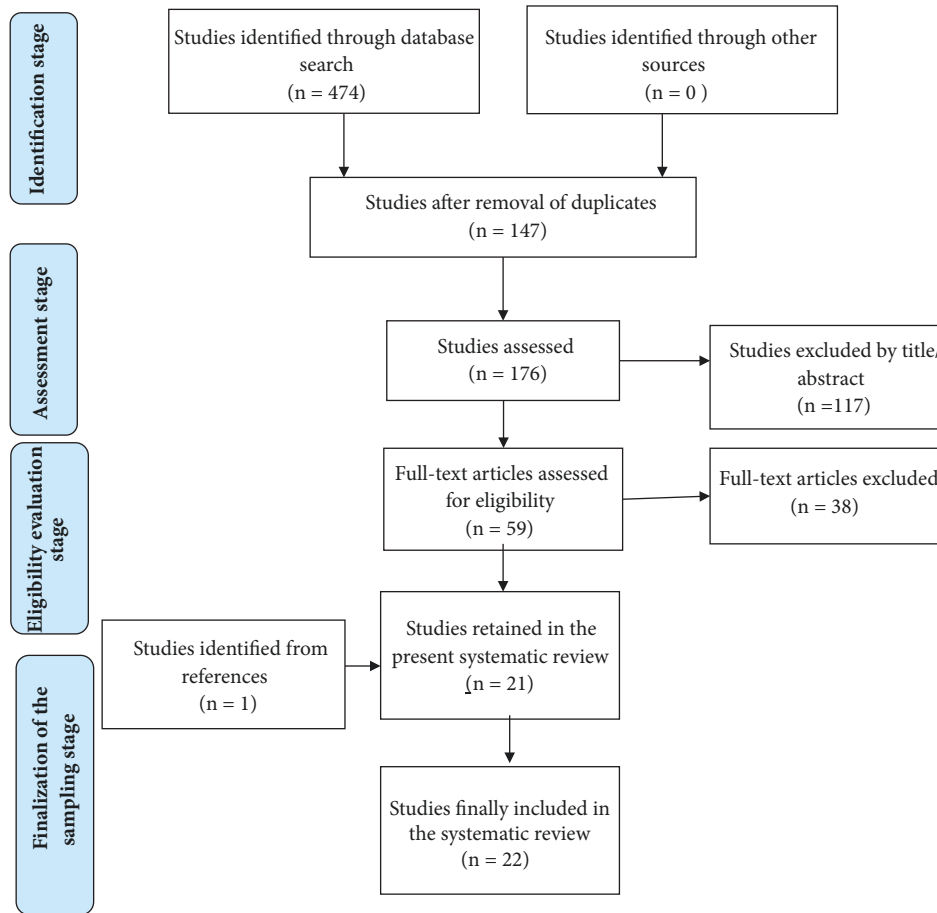 Identification stage
Studies identified through database
search
(n = 474)
Studies identified through other
sources
(n = 0 )
Studies after removal of duplicates
(n = 147)
Assessment stage
Studies assessed
(n = 176)
Studies excluded by title/
abstract
(n =117)
Eligibility evaluation
stage
Full-text articles assessed
for eligibility
(n = 59)
Full-text articles excluded
(n = 38)
Finalization of the
sampling stage
Studies identified from
references
(n = 1)
Studies retained in the
present systematic review
(n = 21)
Studies finally included in
the systematic review
(n = 22)